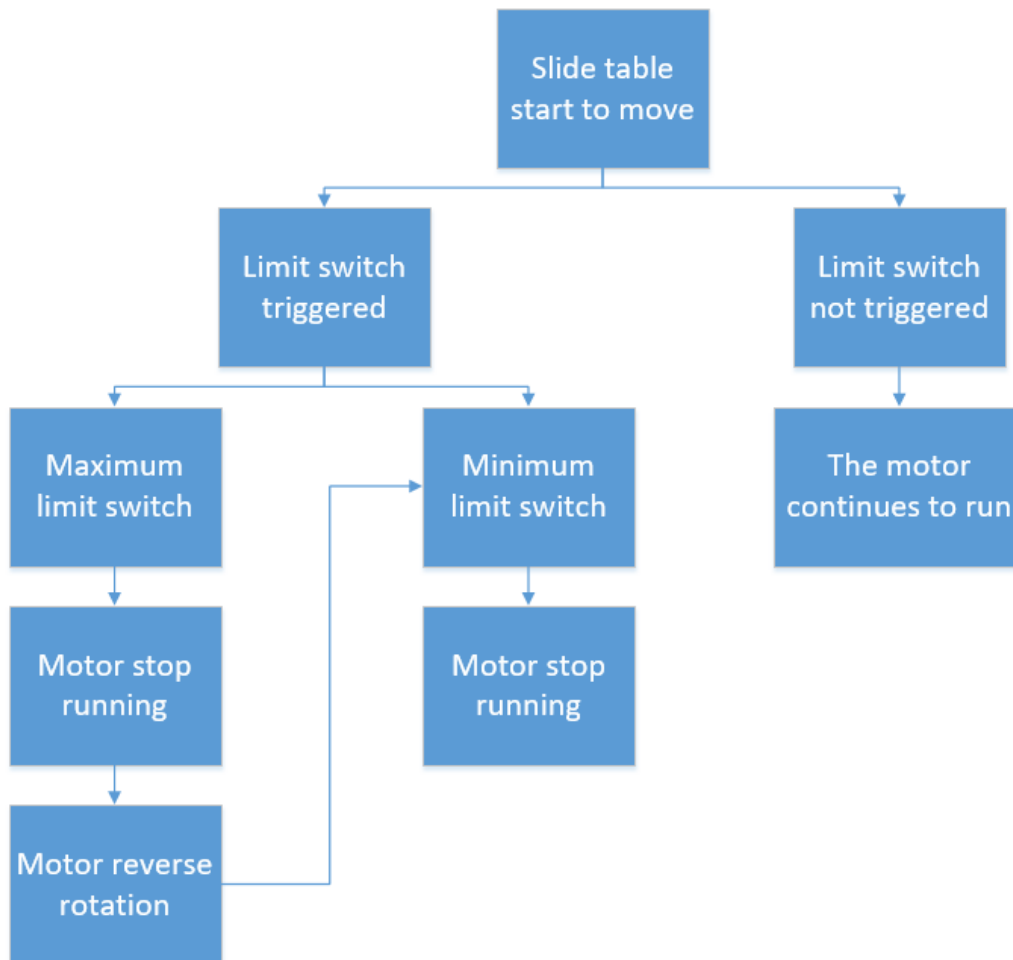 Slide table
start to move
Limit switch
triggered
Limit switch
not triggered
Maximum
limit switch
Minimum
limit switch
The motor
continues to run
Motor stop
running
Motor stop
running
Motor reverse
rotation